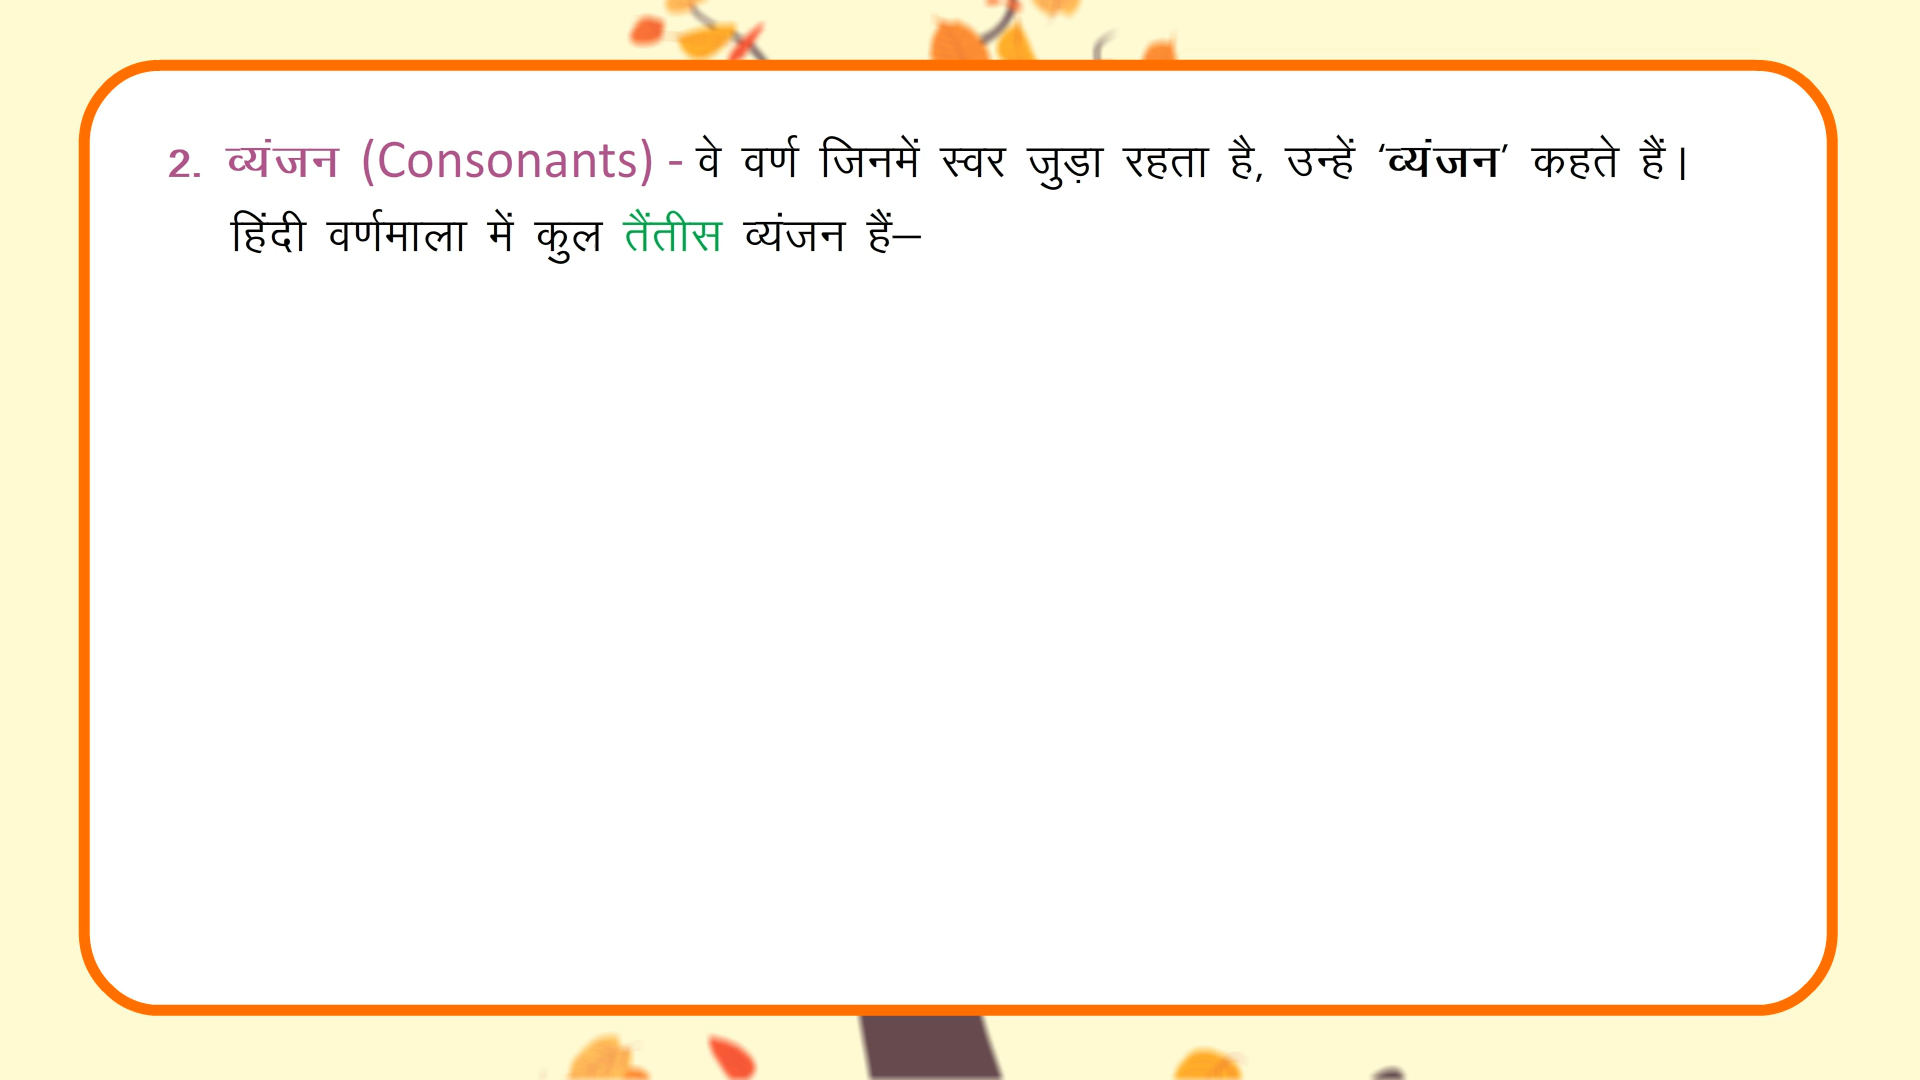 2. व्यंजन (Consonants) - वे वर्ण जिनमें स्वर जुड़ा रहता है, उन्हें ‘व्यंजन’ कहते हैं।
हिंदी वर्णमाला में कुल तैंतीस व्यंजन हैं–